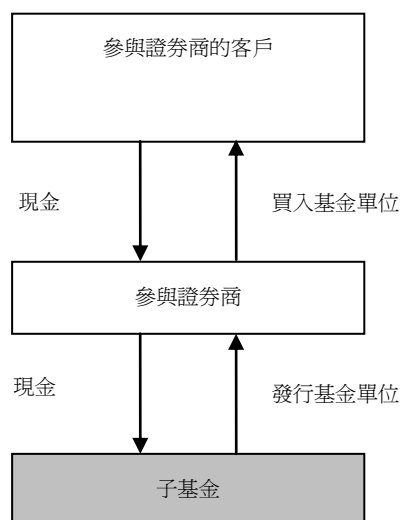 參與證券商的客戶
現金
買入基金單位
參與證券商
現金
發行基金單位
子基金